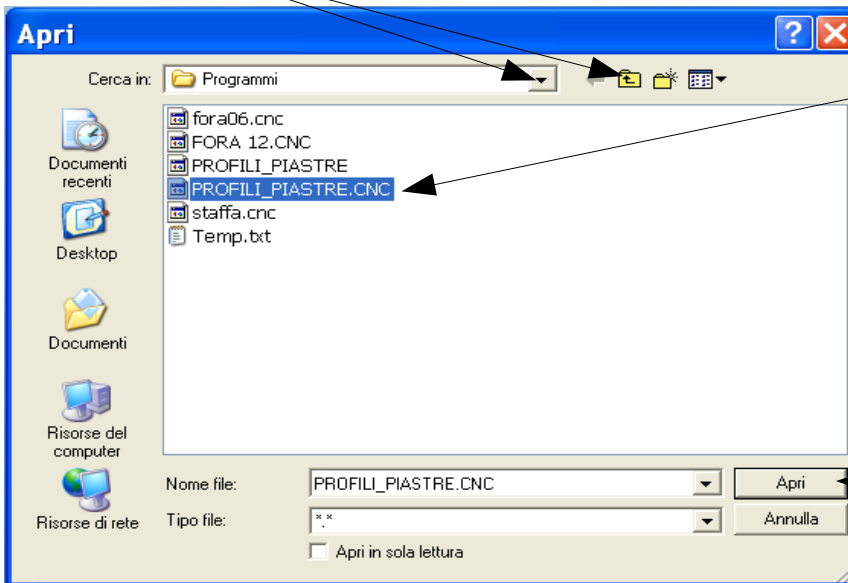 Apri
Cerca in: Programmi
fora06.cnc
FORA 12.CNC
PROFILI_PIASTRE
PROFILI_PIASTRE.CNC
staffa.cnc
Temp.txt
Documenti
recenti
Desktop
Documenti
Risorse del
computer
Risorse di rete
Nome file: PROFILI_PIASTRE.CNC Apri
Tipo file: *.* Annulla
Apri in sola lettura